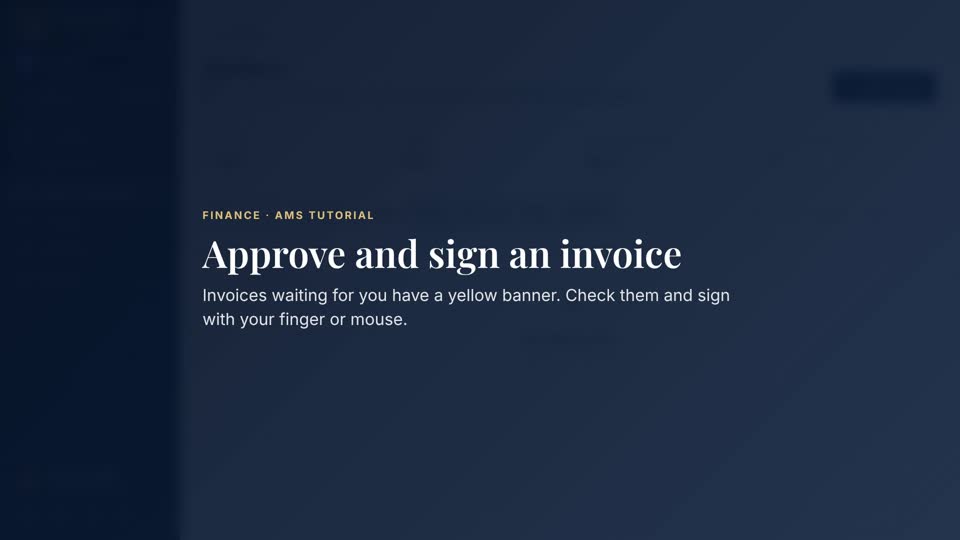 FINANCE · AMS TUTORIAL
Approve and sign an invoice
Invoices waiting for you have a yellow banner. Check them and sign
with your finger or mouse.